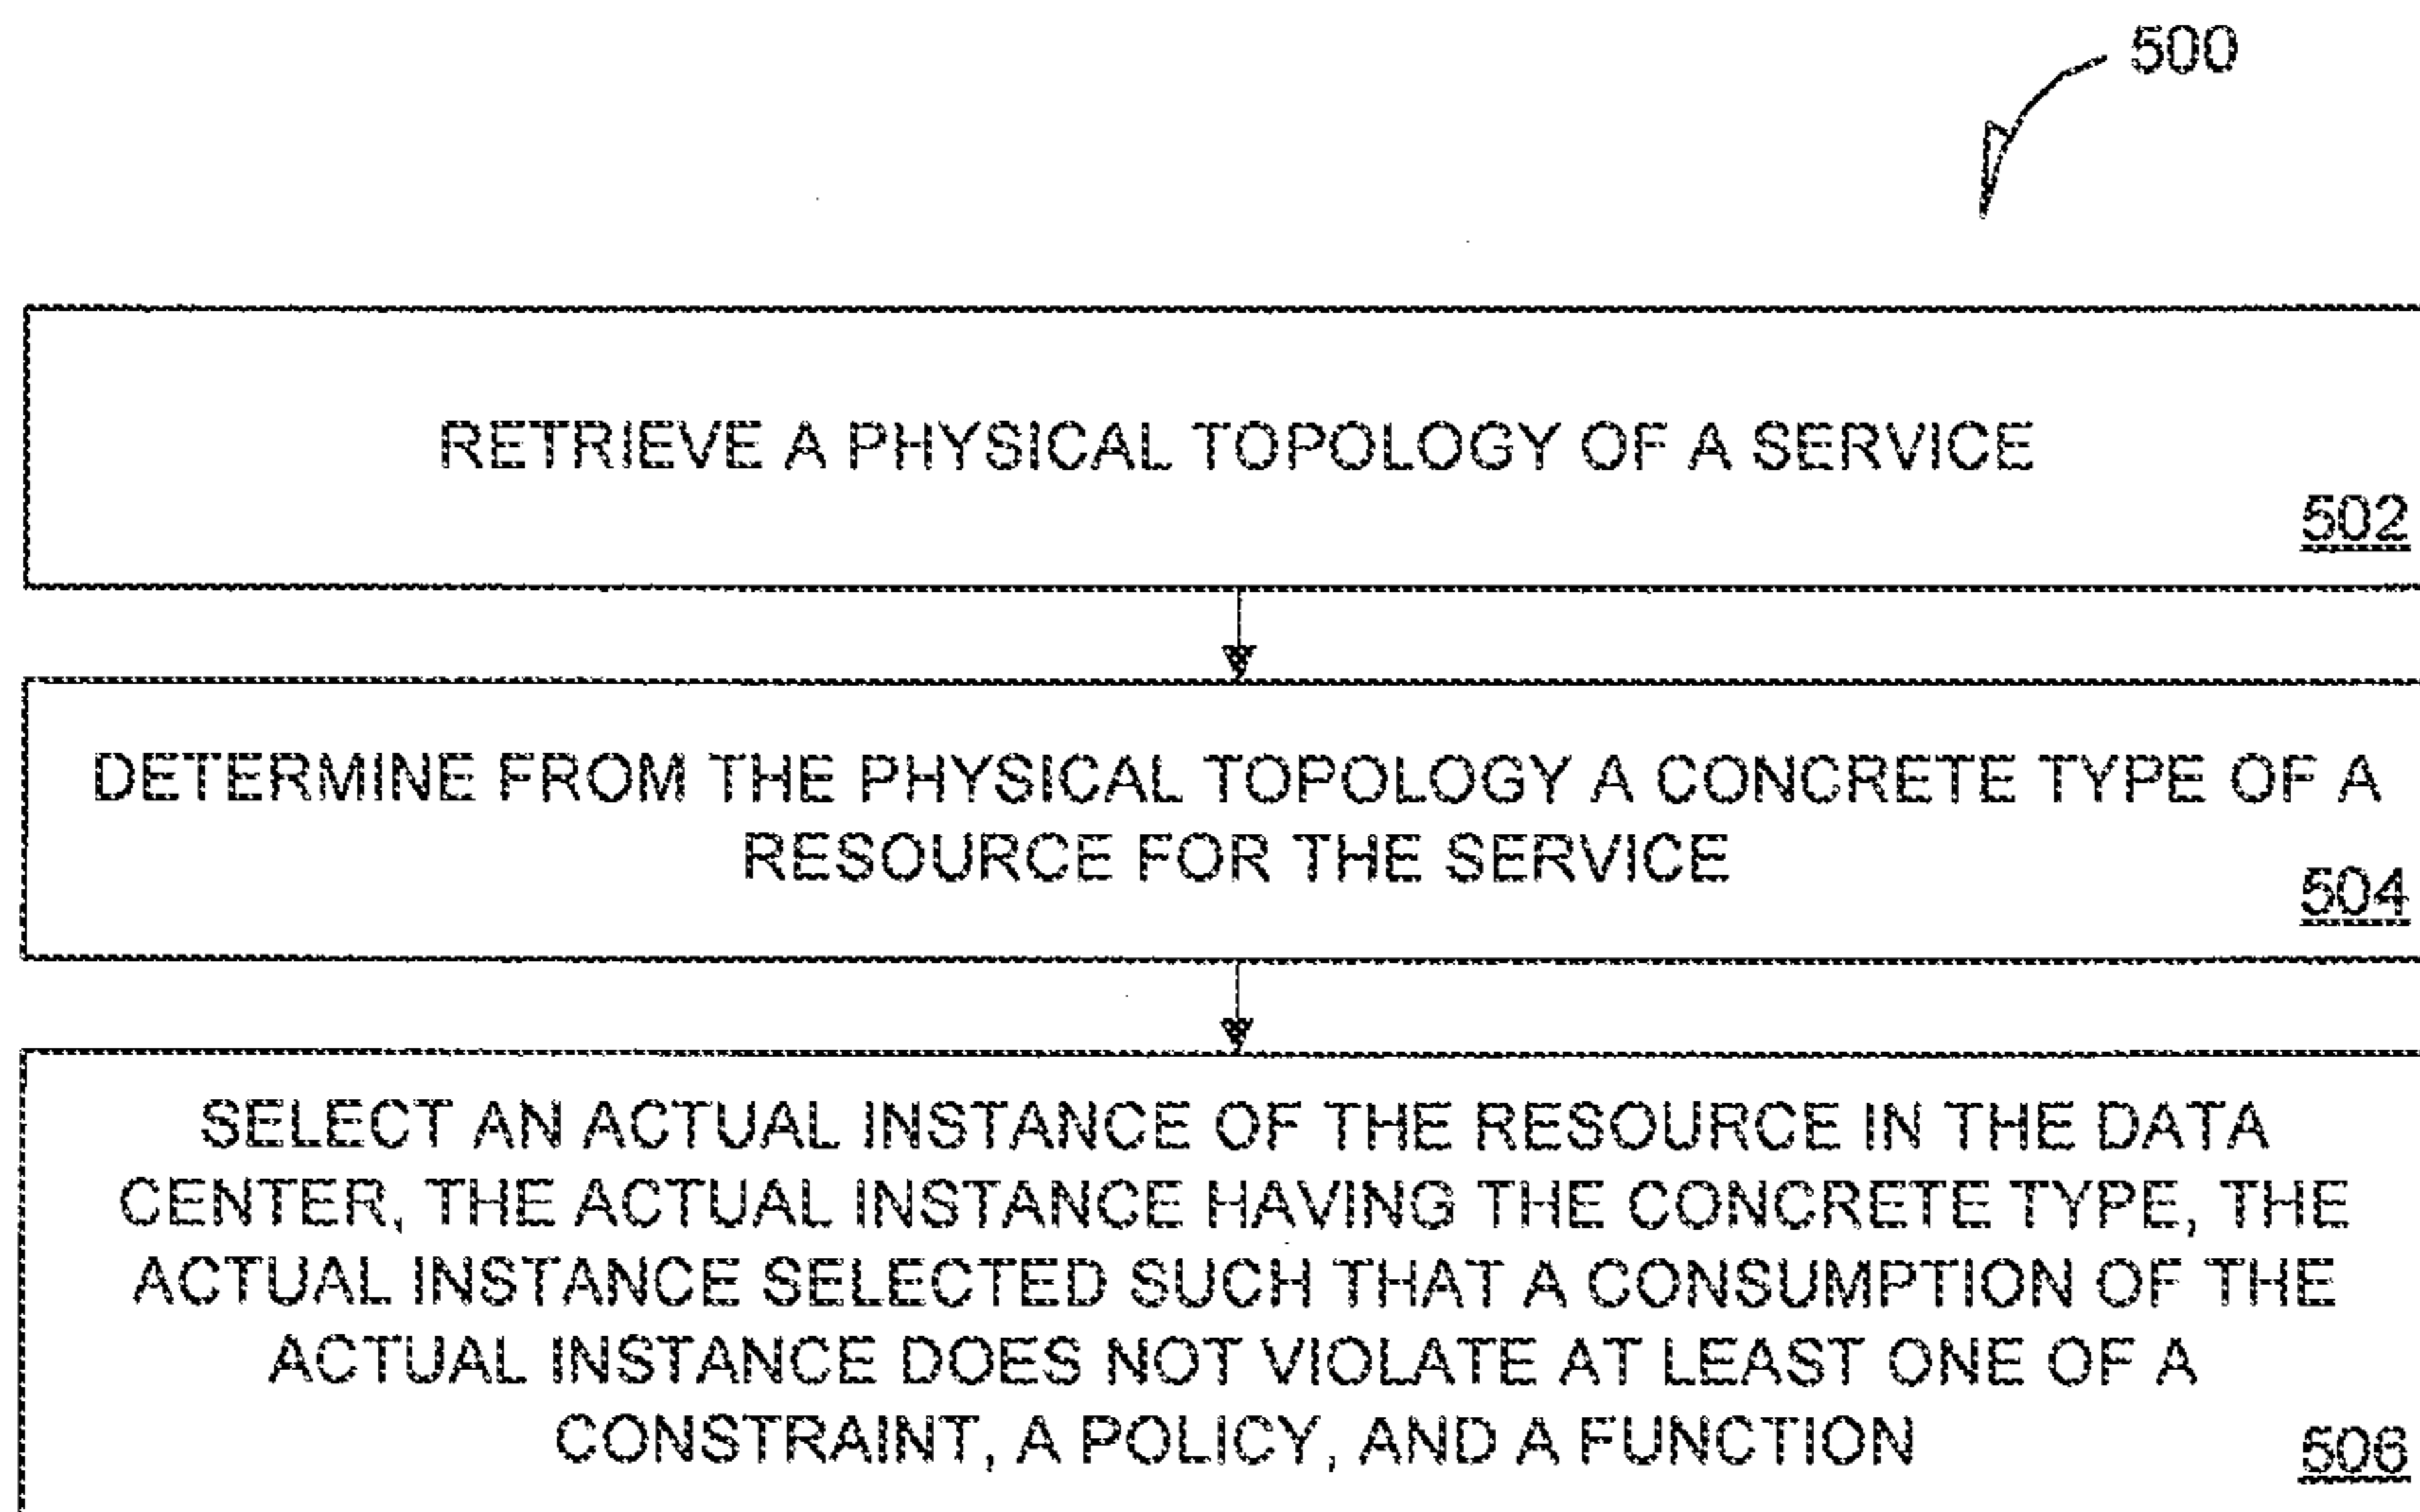 500
RETRIEVE A PHYSICAL TOPOLOGY OF A SERVICE
502
DETERMINE FROM THE PHYSICAL TOPOLOGY A CONCRETE TYPE OF A
RESOURCE FOR THE SERVICE
504
SELECT AN ACTUAL INSTANCE OF THE RESOURCE IN THE DATA
CENTER, THE ACTUAL INSTANCE HAVING THE CONCRETE TYPE, THE
ACTUAL INSTANCE SELECTED SUCH THAT A CONSUMPTION OF THE
ACTUAL INSTANCE DOES NOT VIOLATE AT LEAST ONE OF A
CONSTRAINT, A POLICY, AND A FUNCTION
506